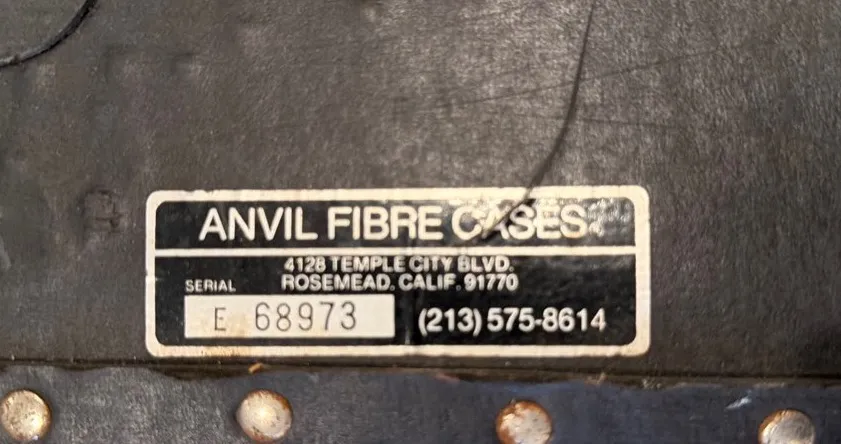 ANVIL FIBRE CASES
4128 TEMPLE CITY BLVD.
ROSEMEAD, CALIF. 91770
SERIAL
E 68973
(213) 575-8614